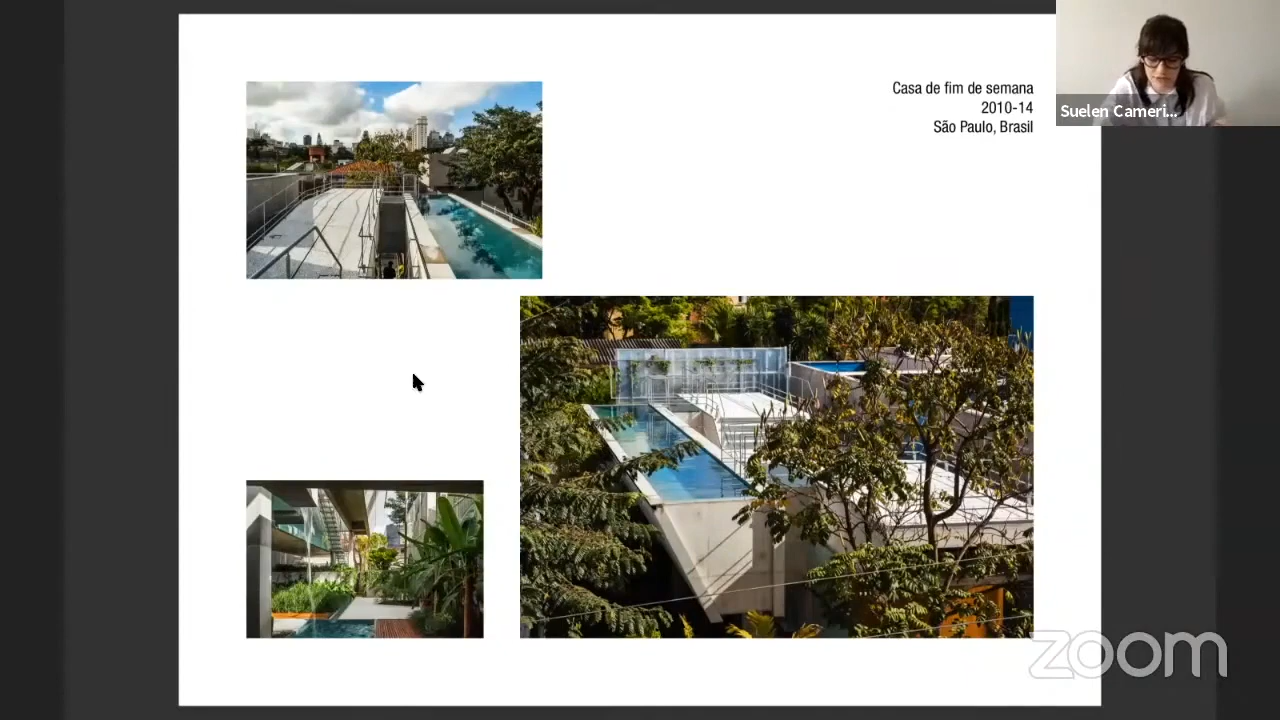 Casa de fim de semana
2010-14
São Paulo, Brasil
Suelen Cameri...
zoom